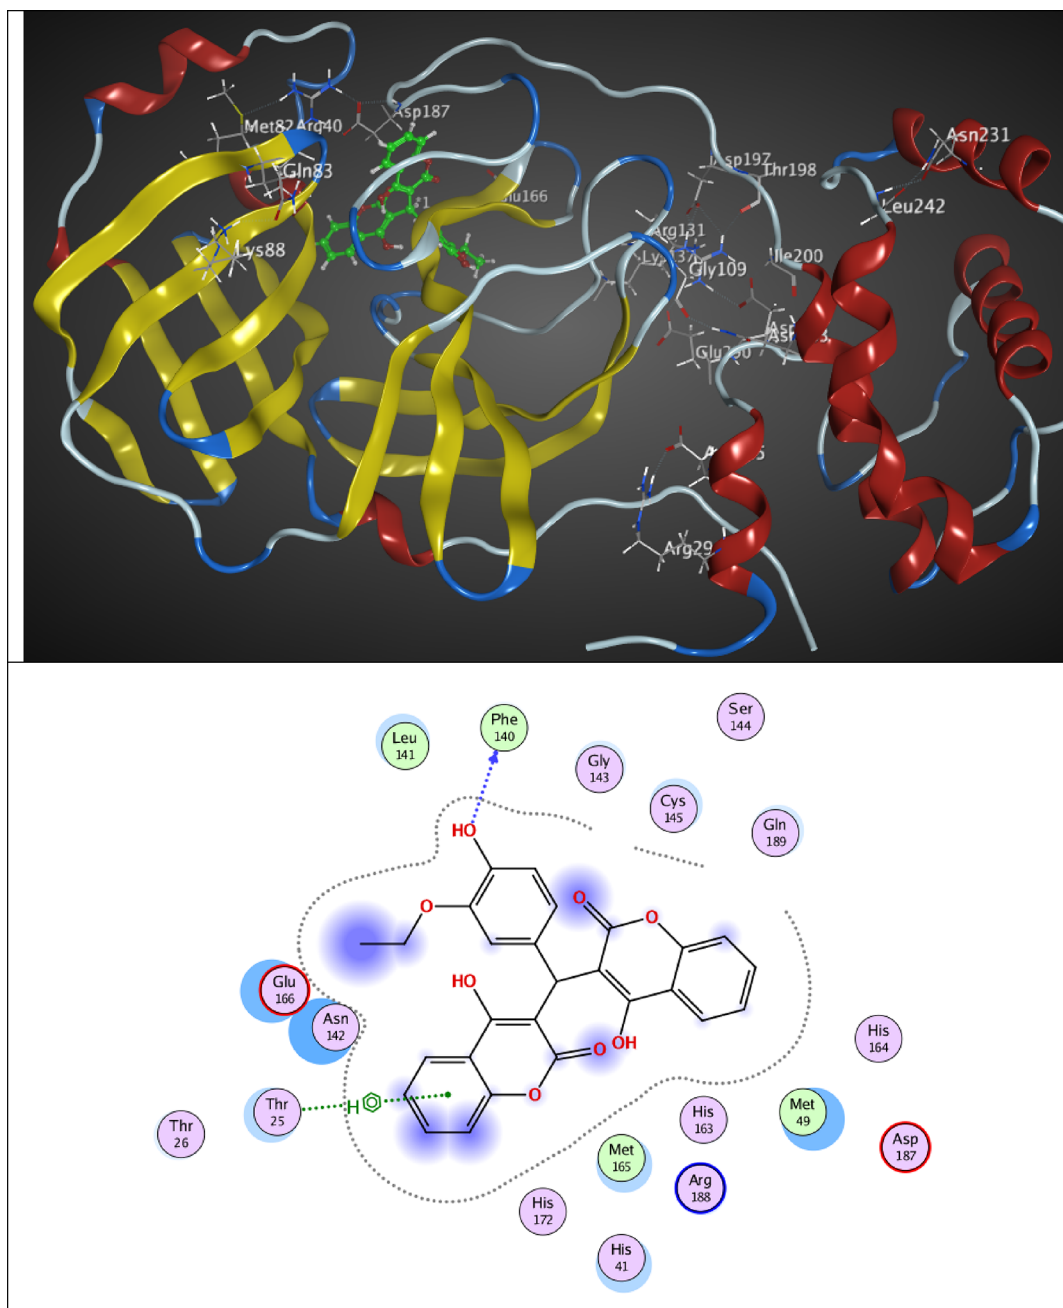 Asp187
Met82
Arg40
Gln83
Lys88
Asn231
Thr198
Leu242
Arg131
Gly109
Ile200
Arg29
Phe
140
Leu
141
Ser
144
Gly
143
Cys
145
Gln
189
HO
O
O
O
HO
OH
O
O
Glu
166
Asn
142
His
164
Thr
25
H
Thr
26
His
163
Met
49
Asp
187
Met
165
Arg
188
His
172
His
41